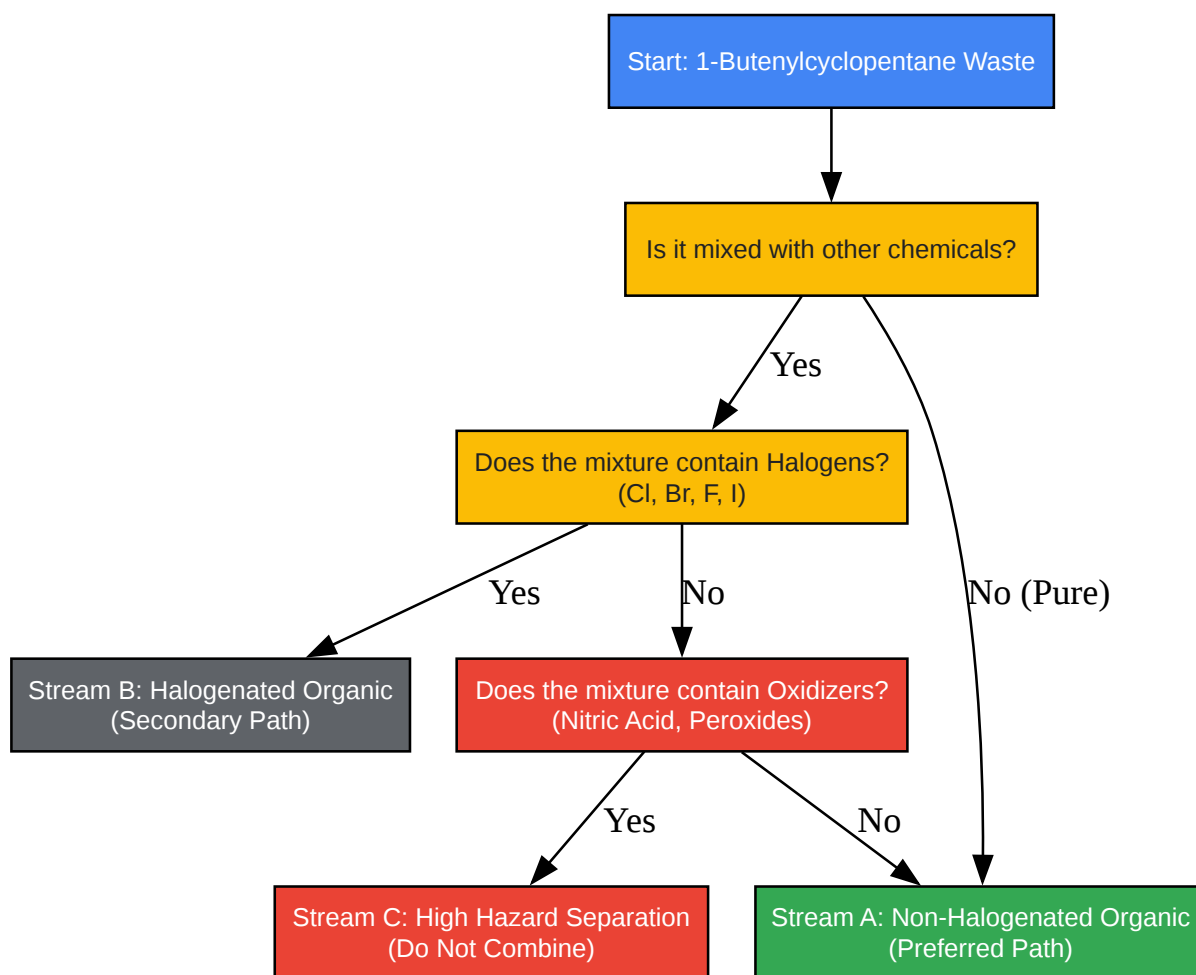 Start: 1-Butenylcyclopentane Waste
Is it mixed with other chemicals?
Yes
Does the mixture contain Halogens?
(Cl, Br, F, I)
Yes
No
No (Pure)
Stream B: Halogenated Organic
(Secondary Path)
Does the mixture contain Oxidizers?
(Nitric Acid, Peroxides)
Yes
No
Stream C: High Hazard Separation
(Do Not Combine)
Stream A: Non-Halogenated Organic
(Preferred Path)